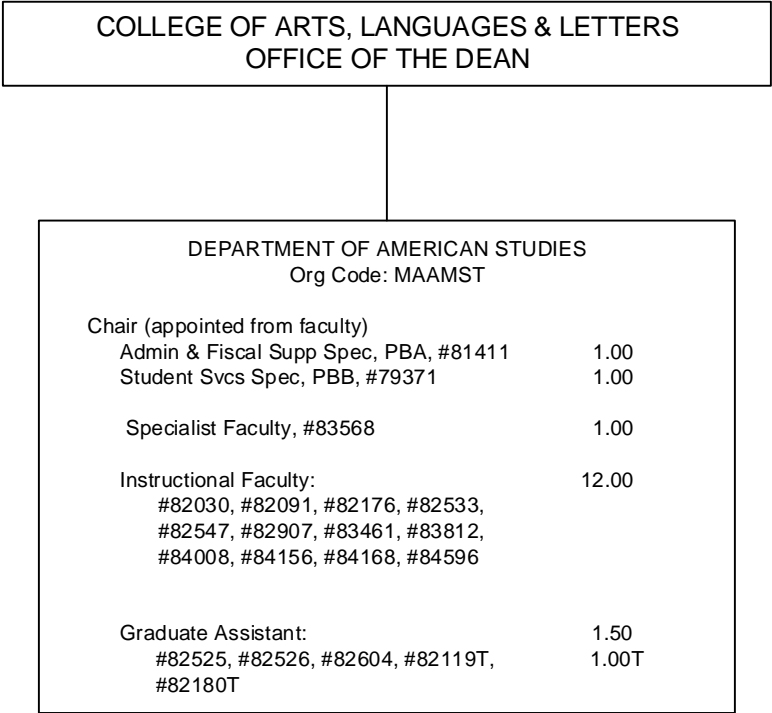 COLLEGE OF ARTS, LANGUAGES & LETTERS
OFFICE OF THE DEAN
DEPARTMENT OF AMERICAN STUDIES
Org Code: MAAMST
Chair (appointed from faculty)
Admin & Fiscal Supp Spec, PBA, #81411 1.00
Student Svcs Spec, PBB, #79371 1.00
Specialist Faculty, #83568 1.00
Instructional Faculty: 12.00
#82030, #82091, #82176, #82533,
#82547, #82907, #83461, #83812,
#84008, #84156, #84168, #84596
Graduate Assistant: 1.50
#82525, #82526, #82604, #82119T, 1.00T
#82180T